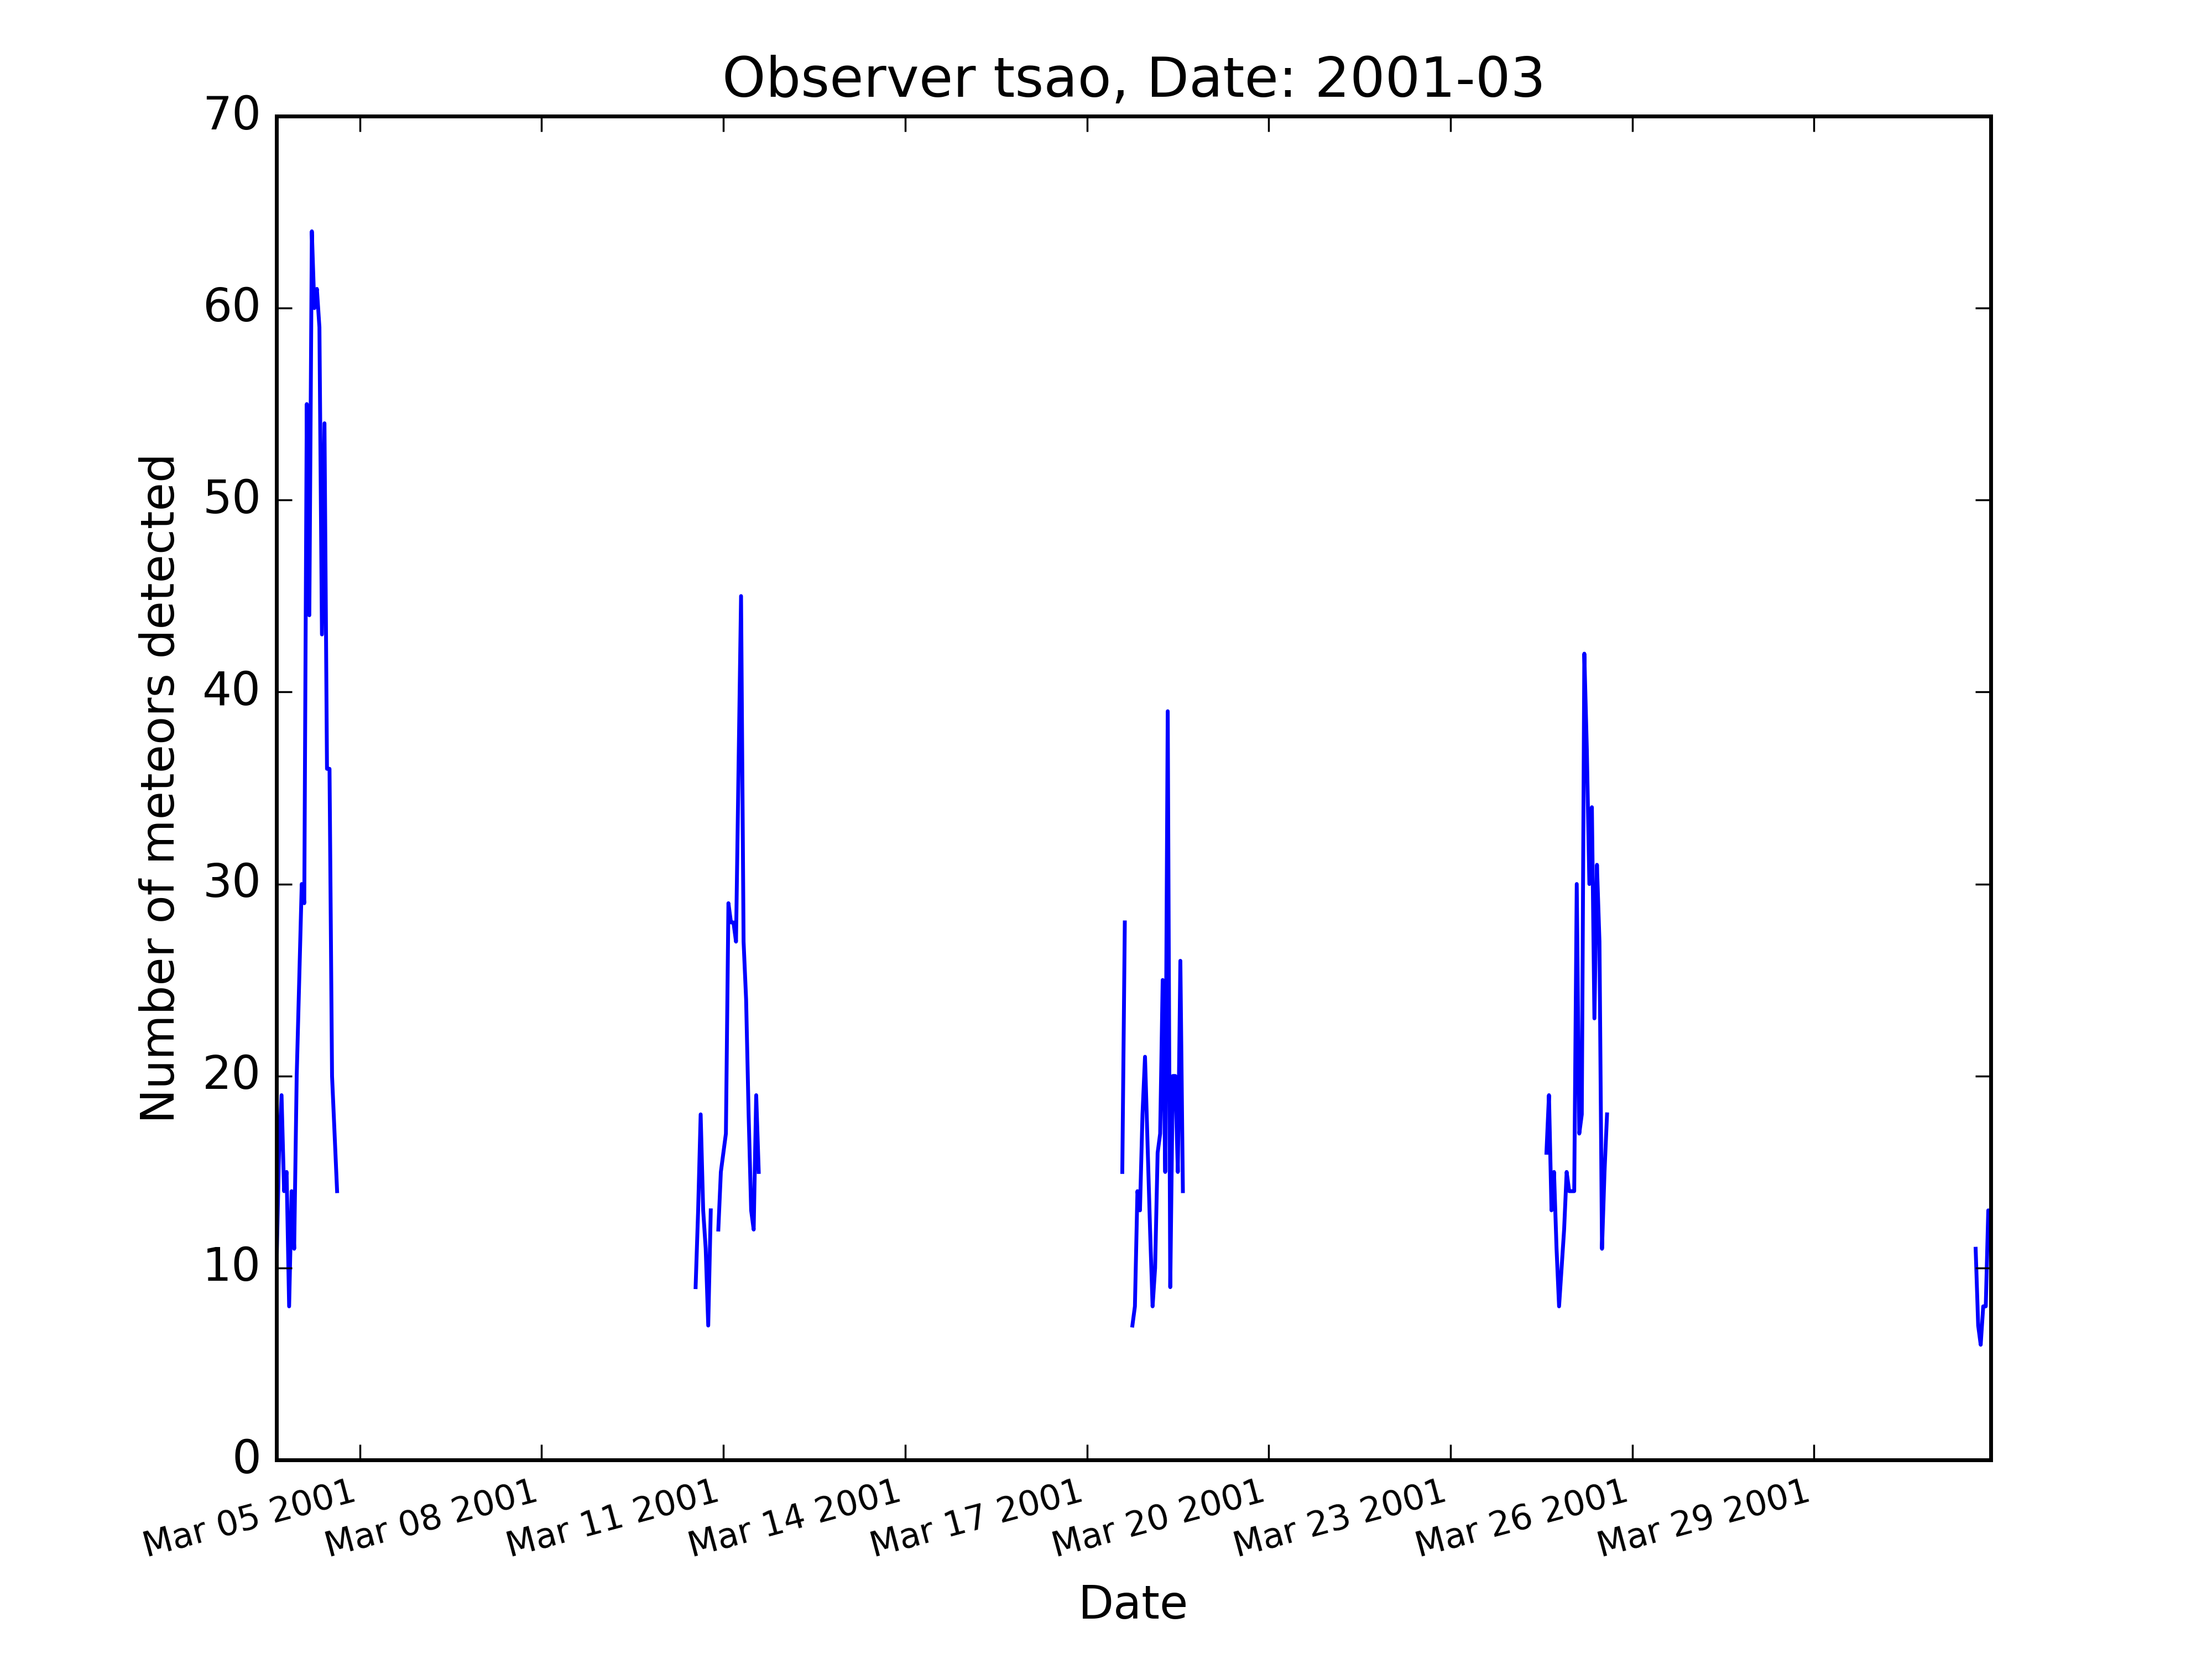 Observer tsao, Date: 2001-03
70
60
50
40
30
20
10
0
Number of meteors detected
Mar 05 2001
Mar 08 2001
Mar 11 2001
Mar 14 2001
Mar 17 2001
Mar 20 2001
Mar 23 2001
Mar 26 2001
Mar 29 2001
Date